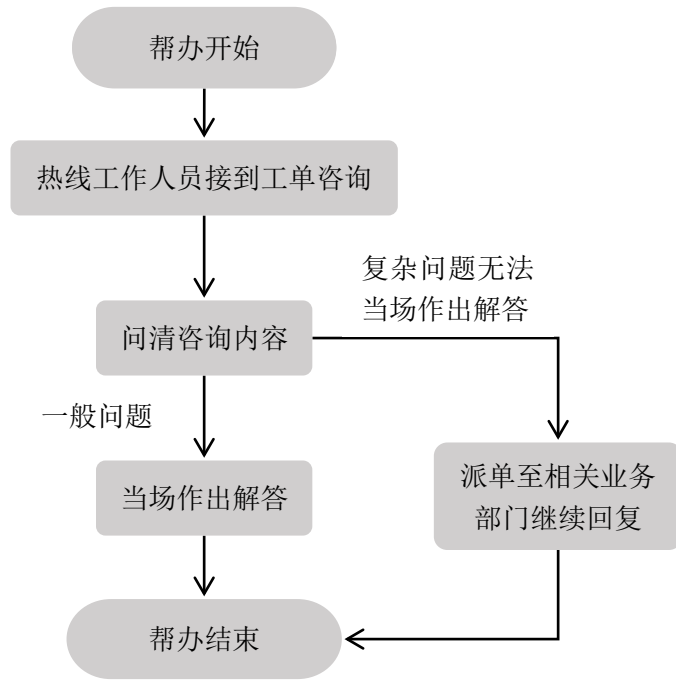 帮办开始
热线工作人员接到工单咨询
复杂问题无法
当场作出解答
问清咨询内容
一般问题
当场作出解答
派单至相关业务
部门继续回复
帮办结束